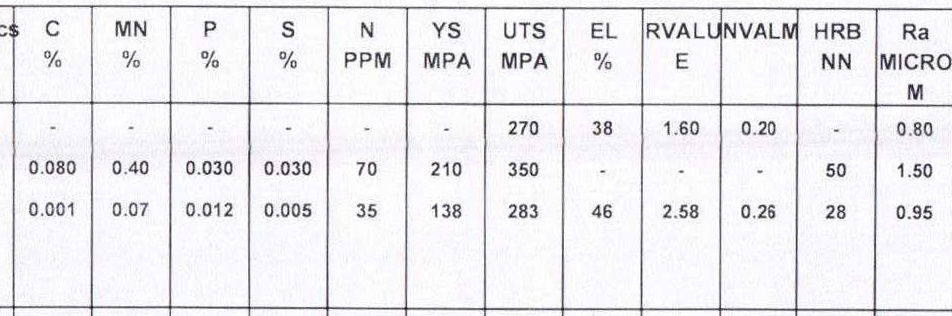 cs C MN P S N YS UTS EL RVALUNVALM HRB Ra
% % % % PPM MPA MPA % E NN MICRO
M
- - - - - - 270 38 1.60 0.20 - 0.80
0.080 0.40 0.030 0.030 70 210 350 - - - 50 1.50
0.001 0.07 0.012 0.005 35 138 283 46 2.58 0.26 28 0.95